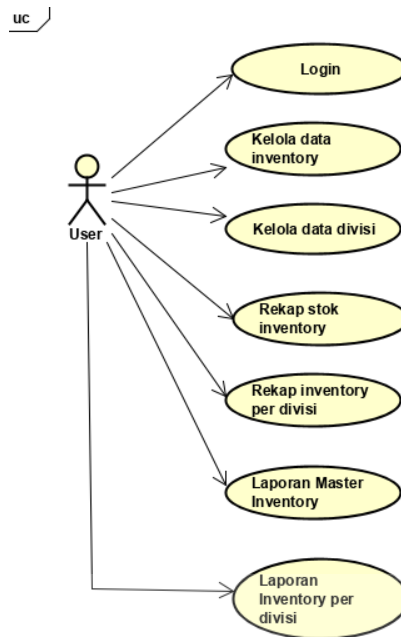 uc
Login
Kelola data
inventory
User
Kelola data divisi
Rekap stok
inventory
Rekap inventory
per divisi
Laporan Master
Inventory
Laporan
Inventory per
divisi